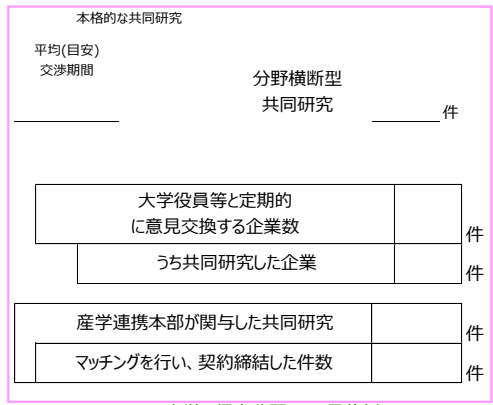 本格的な共同研究
平均(目安)
交渉期間
分野横断型
共同研究
件
大学役員等と定期的
に意見交換する企業数
件
うち共同研究した企業
件
産学連携本部が関与した共同研究
件
マッチングを行い、契約締結した件数
件